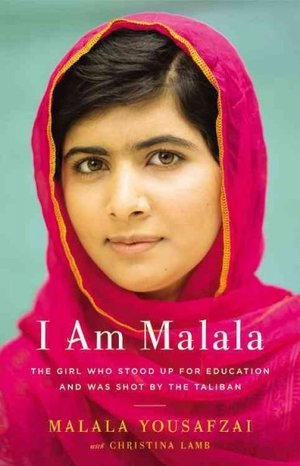 I Am Malala
THE GIRL WHO STOOD UP FOR EDUCATION
AND WAS SHOT BY THE TALIBAN
MALALA YOUSAFZAI
with CHRISTINA LAMB